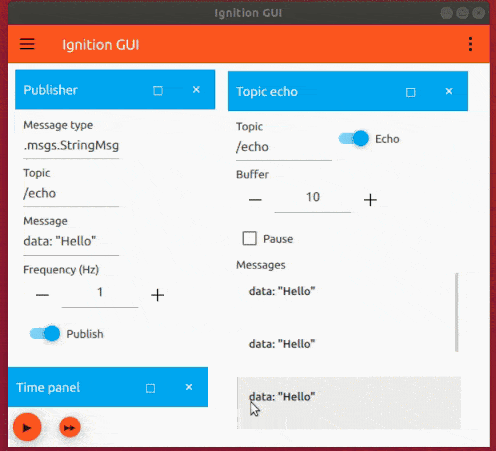 Ignition GUI
Ignition GUI
Publisher
Message type
.msgs.StringMsg
Topic
/echo
Message
data: "Hello"
Frequency (Hz)
1
Publish
Time panel
Topic echo
Topic
/echo
Echo
Buffer
10
Pause
Messages
data: "Hello"
data: "Hello"
data: "Hello"